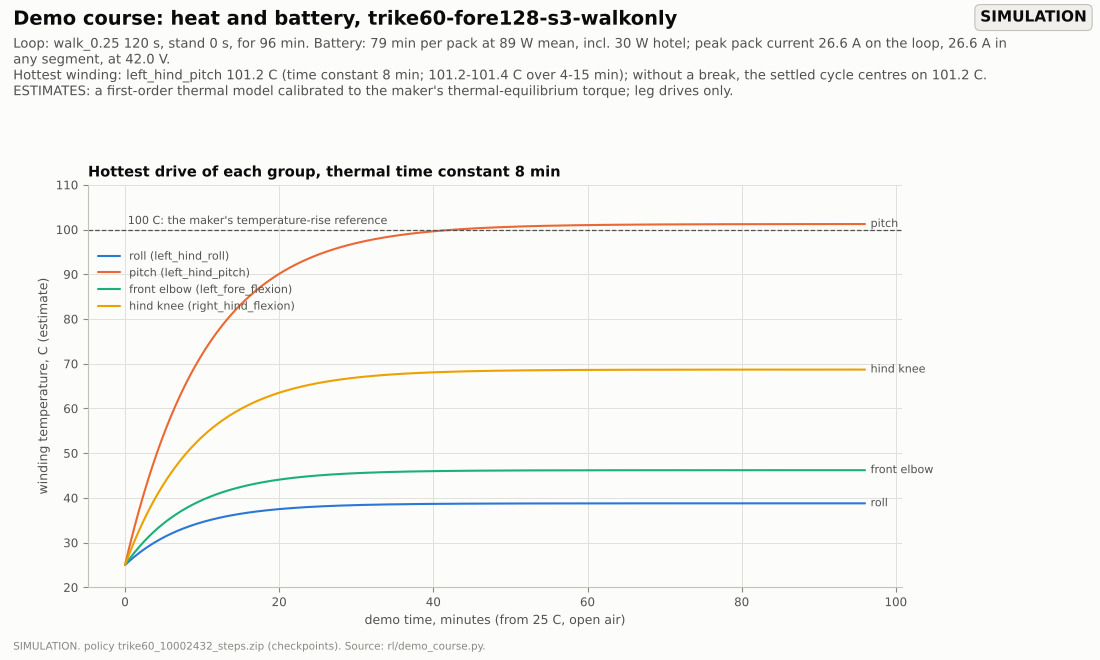 Demo course: heat and battery, trike60-fore128-s3-walkonly
SIMULATION
Loop: walk_0.25 120 s, stand 0 s, for 96 min. Battery: 79 min per pack at 89 W mean, incl. 30 W hotel; peak pack current 26.6 A on the loop, 26.6 A in
any segment, at 42.0 V.
Hottest winding: left_hind_pitch 101.2 C (time constant 8 min; 101.2-101.4 C over 4-15 min); without a break, the settled cycle centres on 101.2 C.
ESTIMATES: a first-order thermal model calibrated to the maker's thermal-equilibrium torque; leg drives only.
Hottest drive of each group, thermal time constant 8 min
110
100
90
80
70
60
50
40
30
20
winding temperature, C (estimate)
100 C: the maker's temperature-rise reference
roll (left_hind_roll)
pitch (left_hind_pitch)
front elbow (left_fore_flexion)
hind knee (right_hind_flexion)
pitch
hind knee
front elbow
roll
0
20
40
60
80
100
demo time, minutes (from 25 C, open air)
SIMULATION. policy trike60_10002432_steps.zip (checkpoints). Source: rl/demo_course.py.